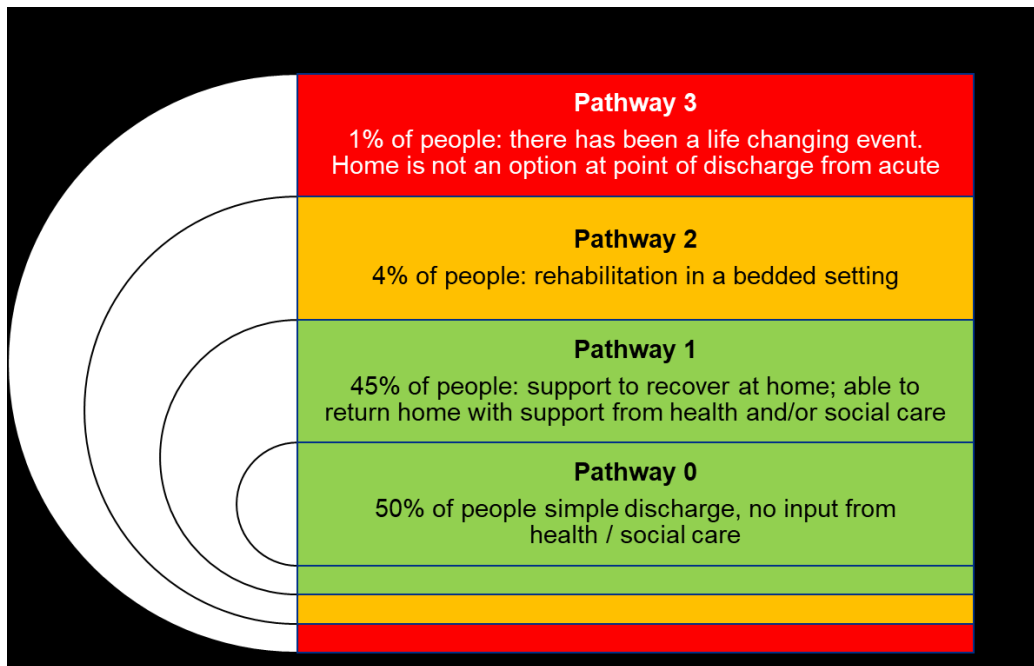 Pathway 3
1% of people: there has been a life changing event.
Home is not an option at point of discharge from acute
Pathway 2
4% of people: rehabilitation in a bedded setting
Pathway 1
45% of people: support to recover at home; able to
return home with support from health and/or social care
Pathway 0
50% of people simple discharge, no input from
health / social care